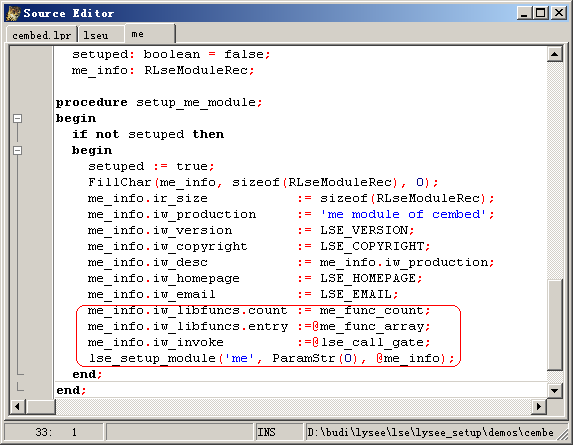 Source Editor
cembed.lpr lseu me
setuped: boolean = false;
me_info: RLseModuleRec;
procedure setup_me_module;
begin
if not setuped then
begin
setuped := true;
FillChar(me_info, sizeof(RLseModuleRec), 0);
me_info.ir_size := sizeof(RLseModuleRec);
me_info.iw_production := 'me module of cembed';
me_info.iw_version := LSE_VERSION;
me_info.iw_copyright := LSE_COPYRIGHT;
me_info.iw_desc := me_info.iw_production;
me_info.iw_homepage := LSE_HOMEPAGE;
me_info.iw_email := LSE_EMAIL;
me_info.iw_libfuncs.count := me_func_count;
me_info.iw_libfuncs.entry :=@me_func_array;
me_info.iw_invoke :=@lse_call_gate;
lse_setup_module('me', ParamStr(0), @me_info);
end;
end;
33: 1 INS D:\budi\lysee\lse\lysee_setup\demos\cembe